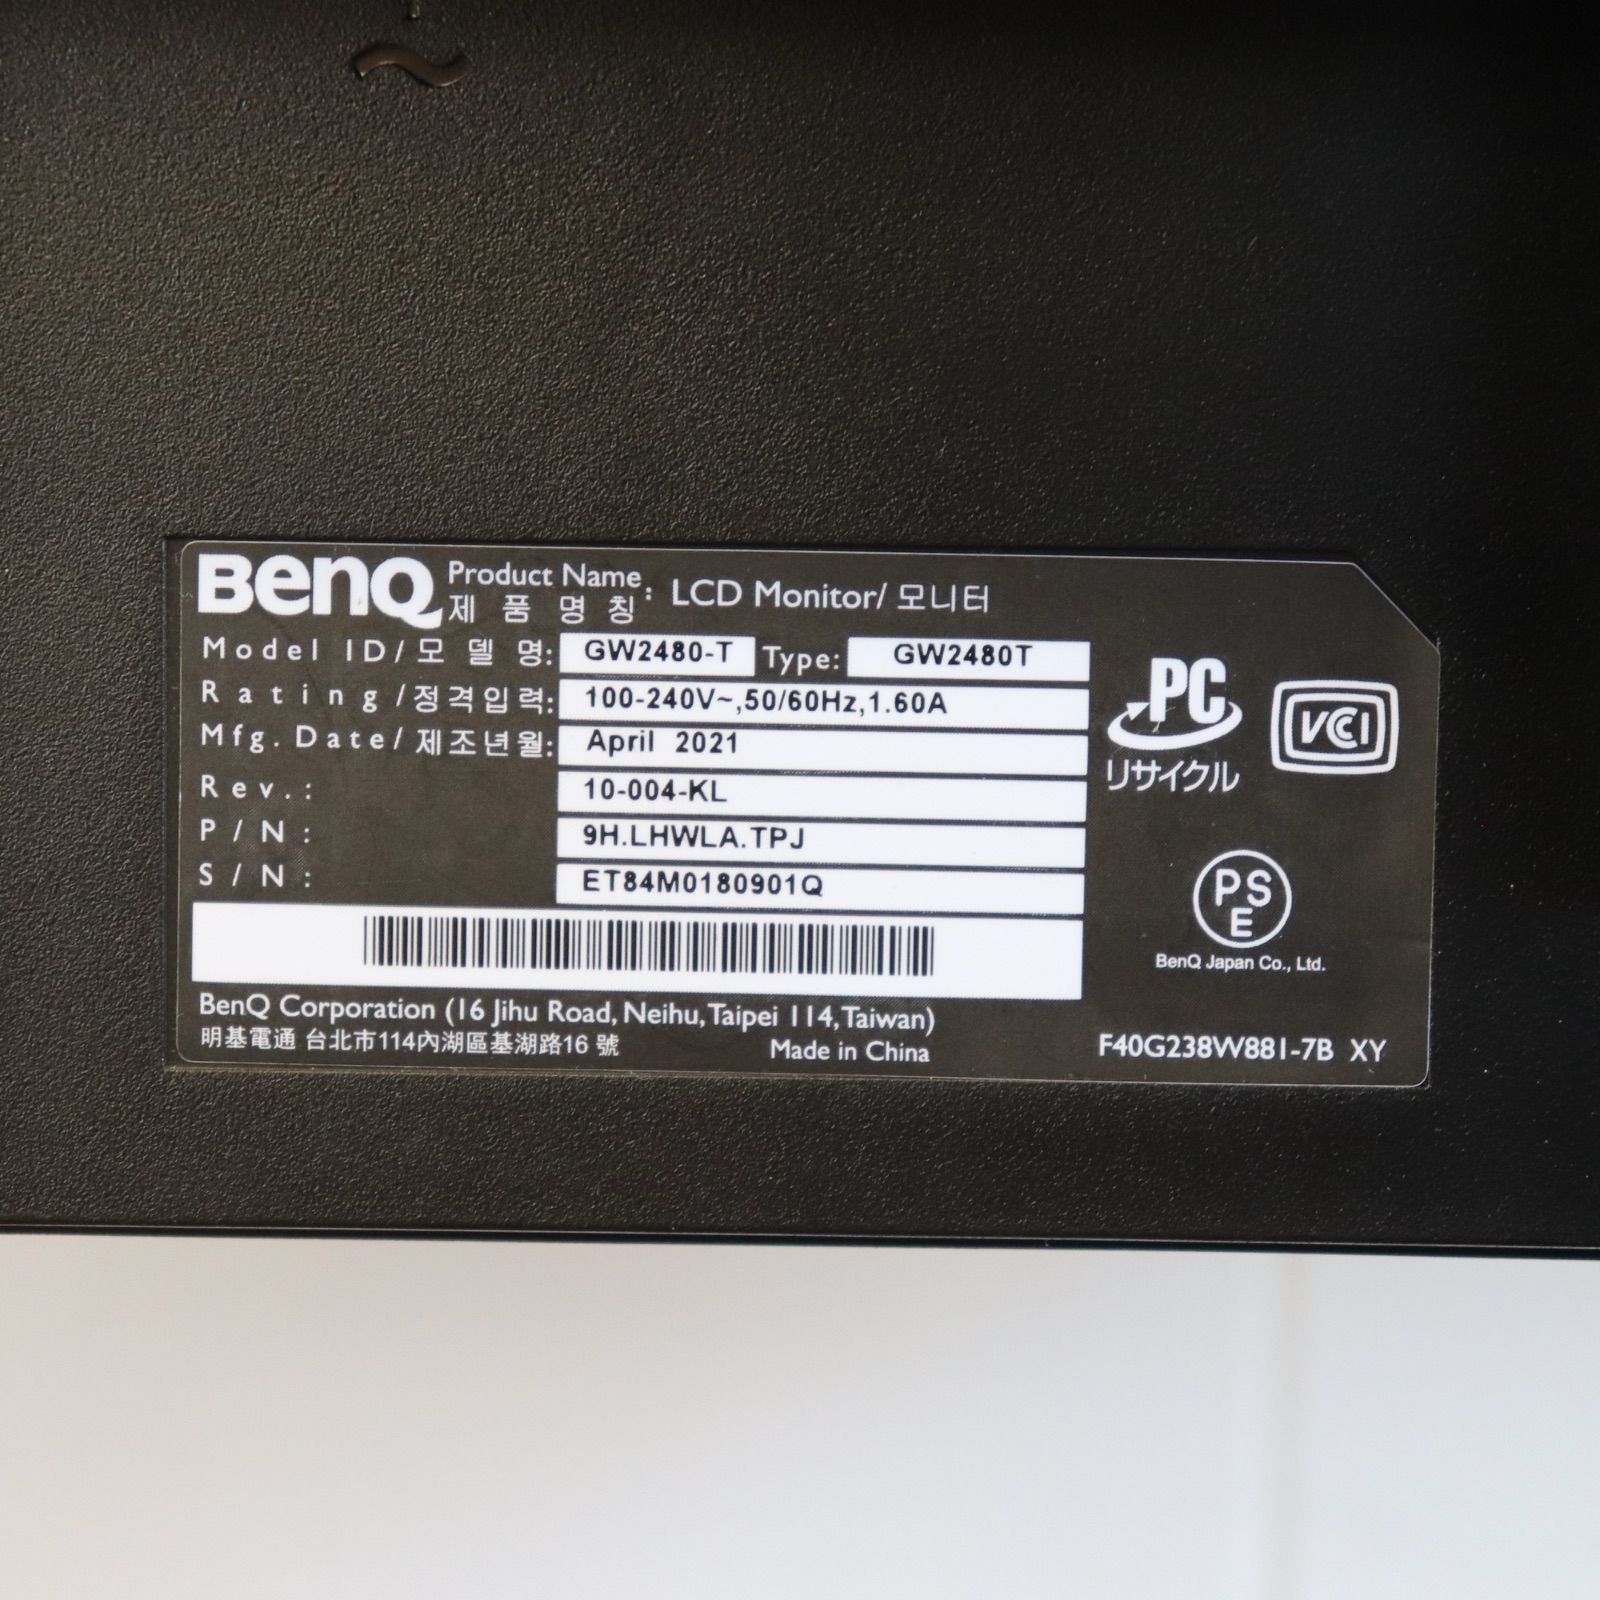 BenQ Product Name : LCD Monitor/ 모니터
제 품 명 칭
Model ID/모 델 명: GW2480-T Type: GW2480T
Rating/정격입력: 100-240V~,50/60Hz,1.60A
Mfg. Date/제조년월: April 2021
Rev.: 10-004-KL
P/N: 9H.LHWLA.TPJ
S/N: ET84M0180901Q
PC
リサイクル
VCCI
PSE
BenQ Japan Co., Ltd.
BenQ Corporation (16 Jihu Road, Neihu, Taipei 114, Taiwan)
明基電通 台北市114內湖區基湖路16 號
Made in China
F40G238W881-7B XY